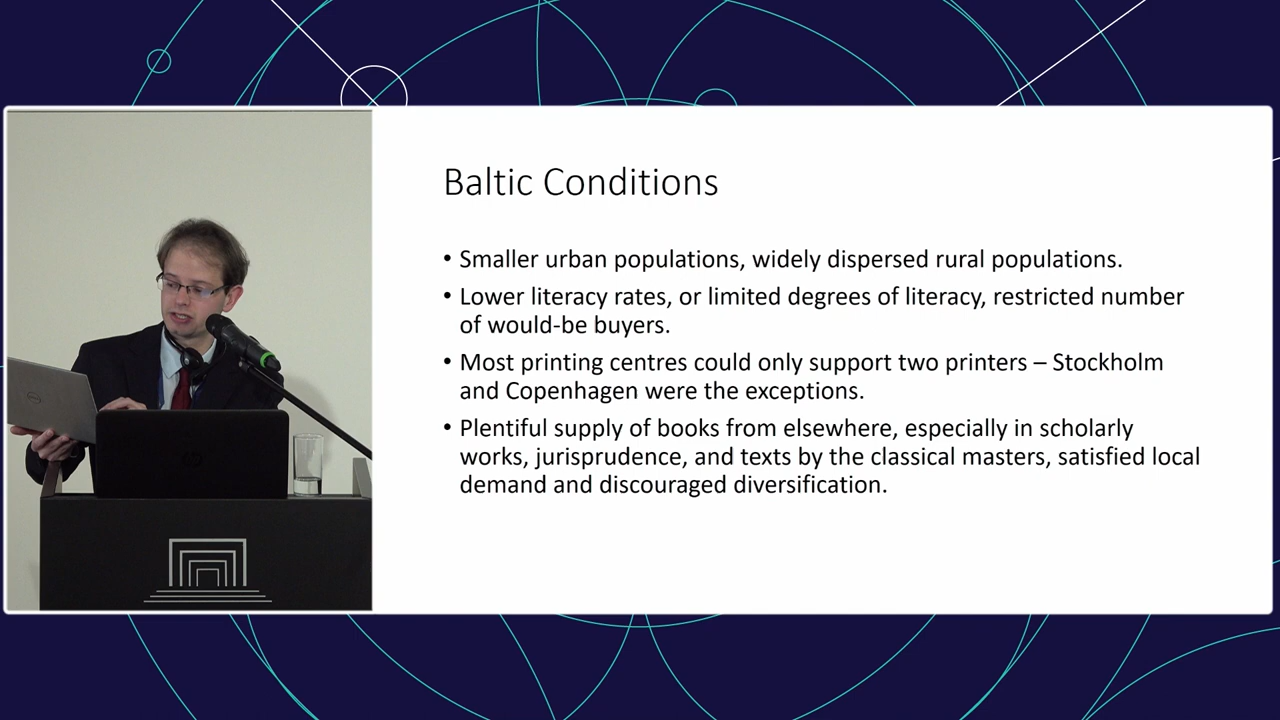 Baltic Conditions
• Smaller urban populations, widely dispersed rural populations.
• Lower literacy rates, or limited degrees of literacy, restricted number
of would-be buyers.
• Most printing centres could only support two printers – Stockholm
and Copenhagen were the exceptions.
• Plentiful supply of books from elsewhere, especially in scholarly
works, jurisprudence, and texts by the classical masters, satisfied local
demand and discouraged diversification.